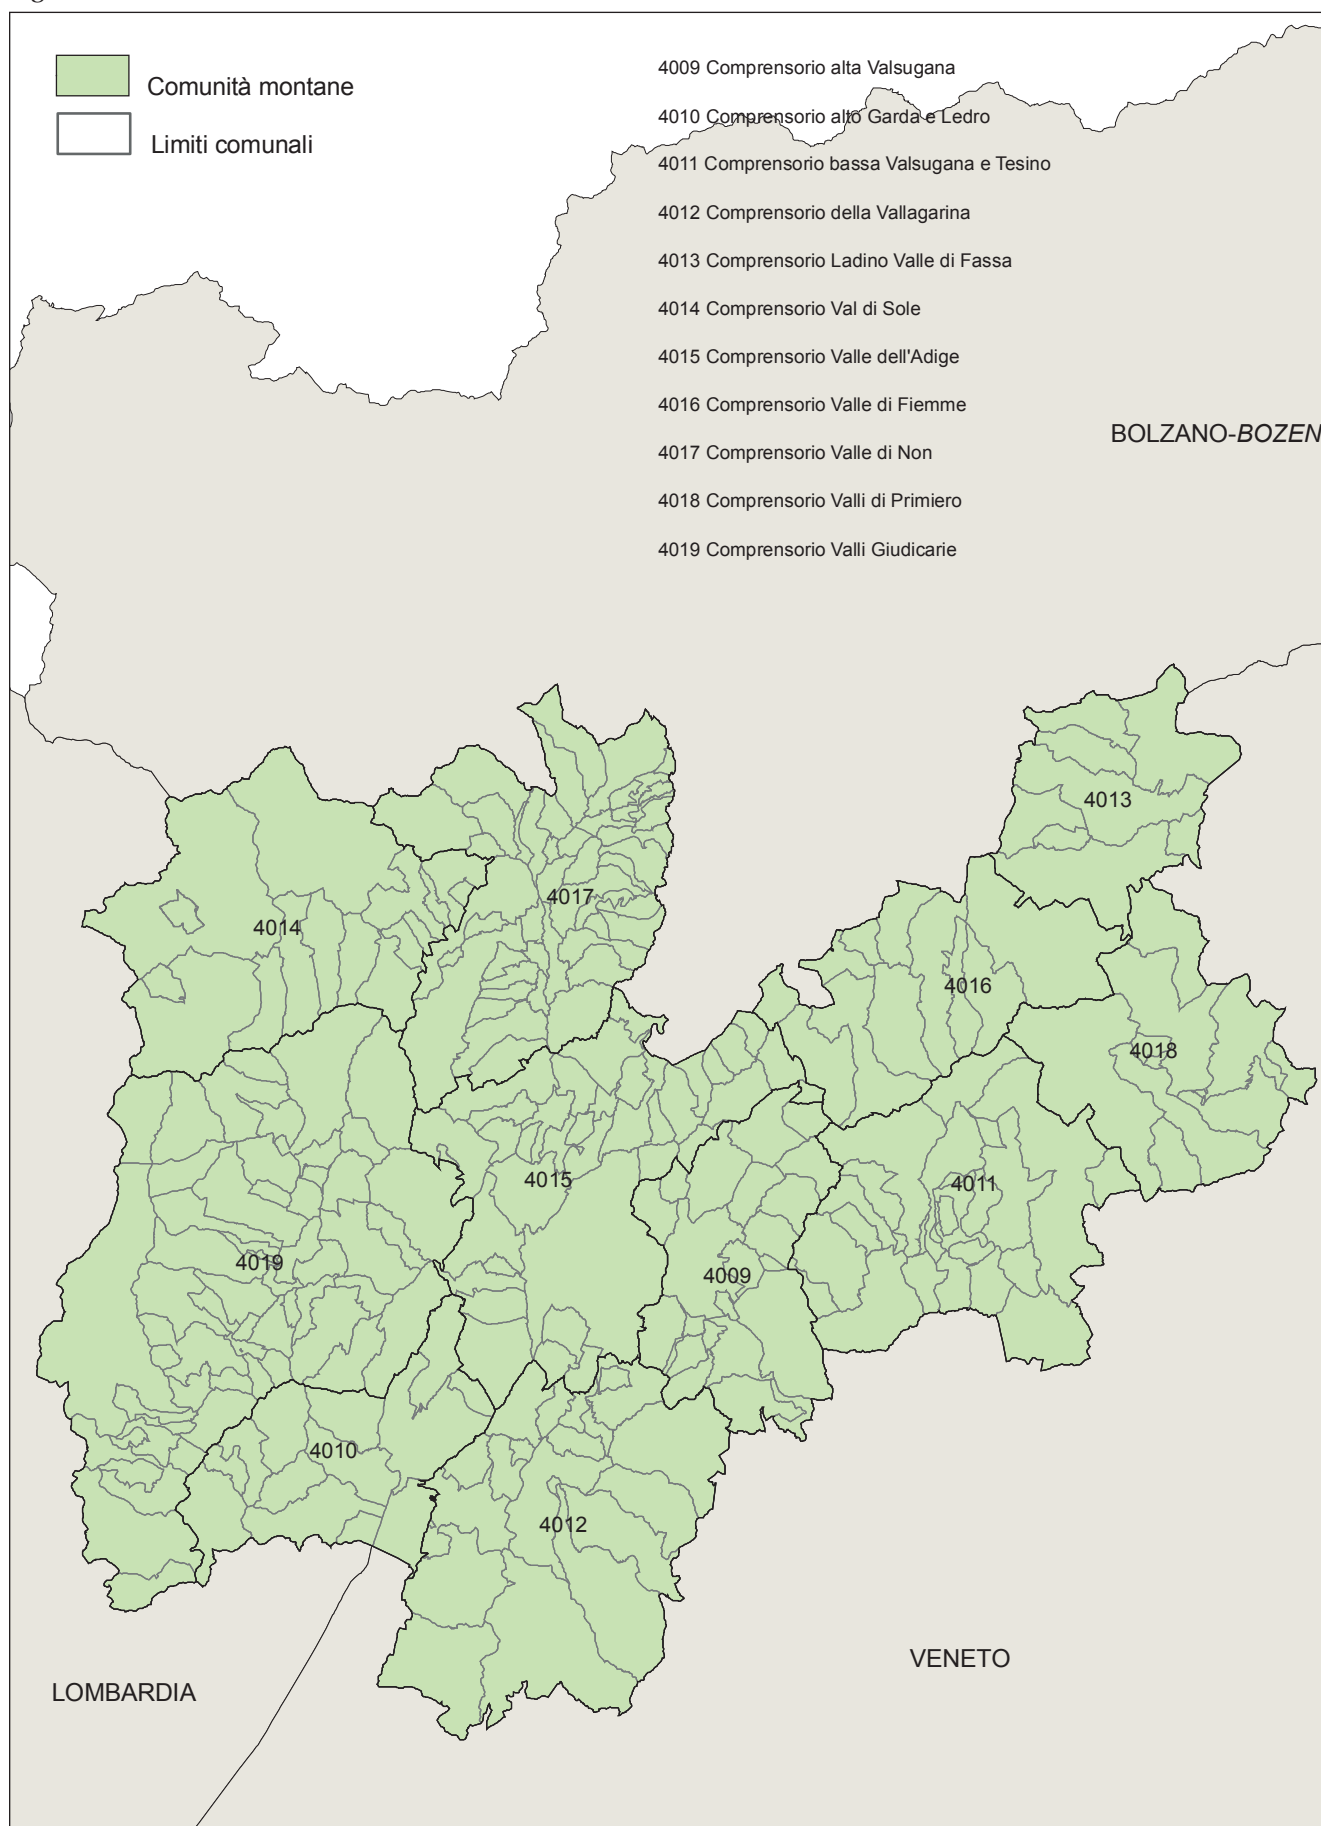 Comunità montane
Limiti comunali
4009 Comprensorio alta Valsugana
4010 Comprensorio alto Garda e Ledro
4011 Comprensorio bassa Valsugana e Tesino
4012 Comprensorio della Vallagarina
4013 Comprensorio Ladino Valle di Fassa
4014 Comprensorio Val di Sole
4015 Comprensorio Valle dell'Adige
4016 Comprensorio Valle di Fiemme
4017 Comprensorio Valle di Non
4018 Comprensorio Valli di Primiero
4019 Comprensorio Valli Giudicarie
BOLZANO-BOZEN
4013
4017
4014
4016
4018
4015
4011
4019
4009
4010
4012
VENETO
LOMBARDIA